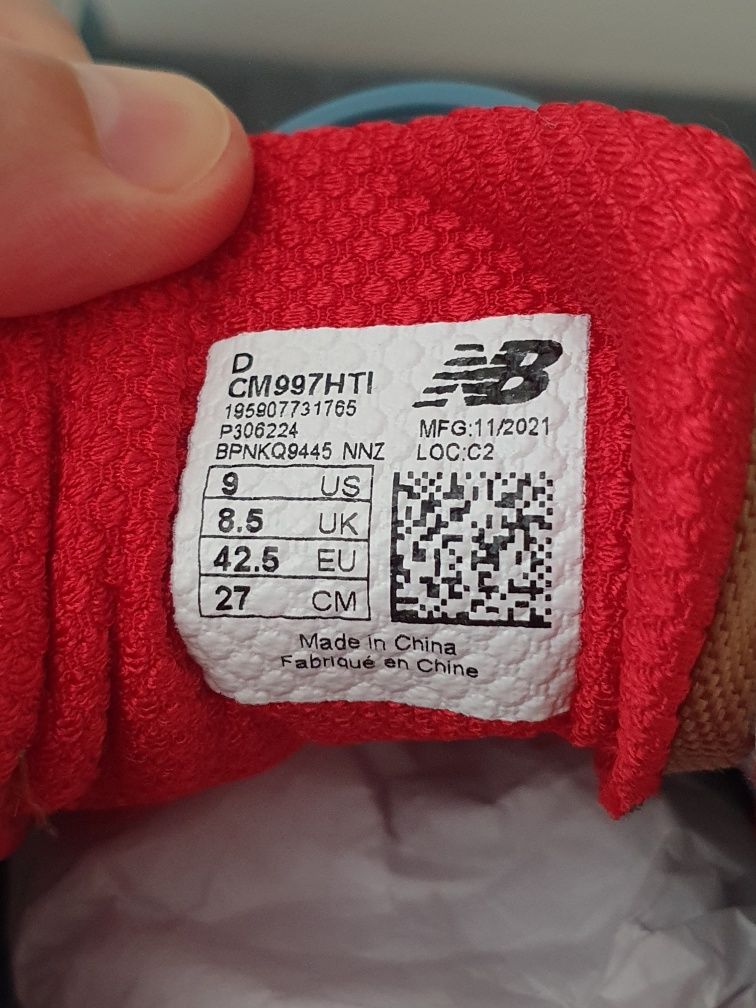 D
CM997HTI
195907731765
P306224
BPNKQ9445 NNZ
NB
MFG:11/2021
LOC:C2
9 US
8.5 UK
42.5 EU
27 CM
Made in China
Fabriqué en Chine